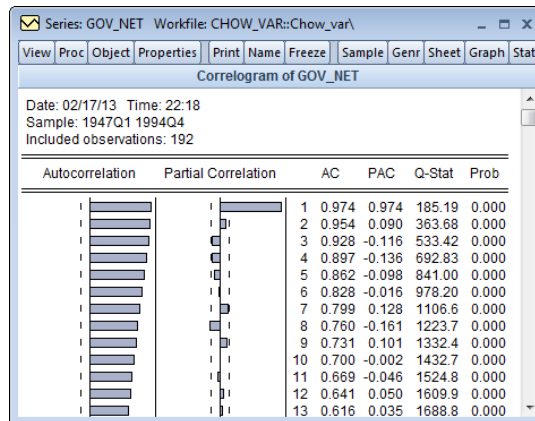 Series: GOV_NET Workfile: CHOW_VAR::Chow_var\
View Proc Object Properties Print Name Freeze Sample Genr Sheet Graph Stat
Correlogram of GOV_NET
Date: 02/17/13 Time: 22:18
Sample: 1947Q1 1994Q4
Included observations: 192
Autocorrelation Partial Correlation AC PAC Q-Stat Prob
1 0.974 0.974 185.19 0.000
2 0.954 0.090 363.68 0.000
3 0.928 -0.116 533.42 0.000
4 0.897 -0.136 692.83 0.000
5 0.862 -0.098 841.00 0.000
6 0.828 -0.016 978.20 0.000
7 0.799 0.128 1106.6 0.000
8 0.760 -0.161 1223.7 0.000
9 0.731 0.101 1332.4 0.000
10 0.700 -0.002 1432.7 0.000
11 0.669 -0.046 1524.8 0.000
12 0.641 0.050 1609.9 0.000
13 0.616 0.035 1688.8 0.000